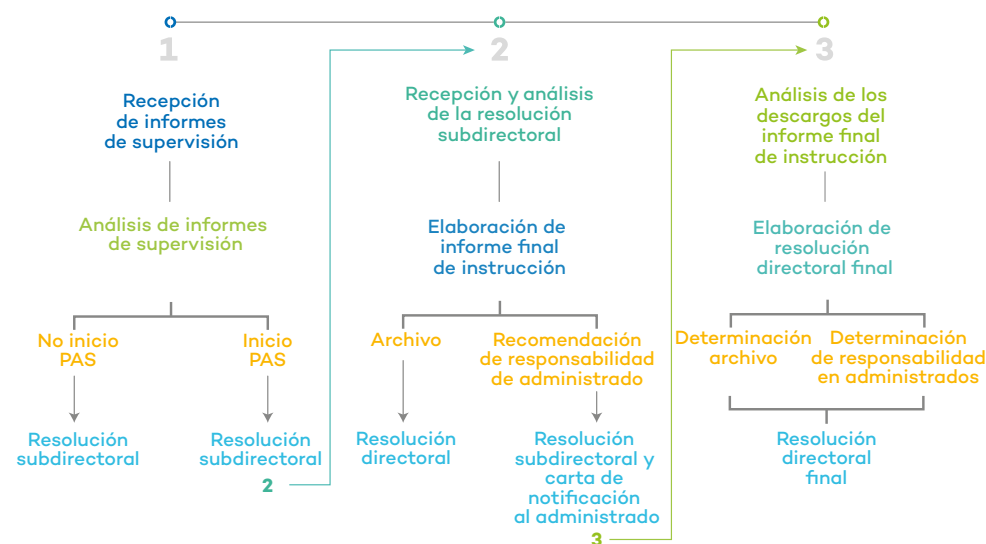 1
Recepción
de informes
de supervisión
Análisis de informes
de supervisión
No inicio
PAS
Inicio
PAS
Resolución
subdirectoral
Resolución
subdirectoral
2
2
Recepción y análisis
de la resolución
subdirectoral
Elaboración de
informe final
de instrucción
Archivo
Recomendación
de responsabilidad
de administrado
Resolución
directoral
Resolución
subdirectoral y
carta de
notificación
al administrado
3
3
Análisis de los
descargos del
informe final
de instrucción
Elaboración de
resolución
directoral final
Determinación
archivo
Determinación
de responsabilidad
en administrados
Resolución
directoral
final